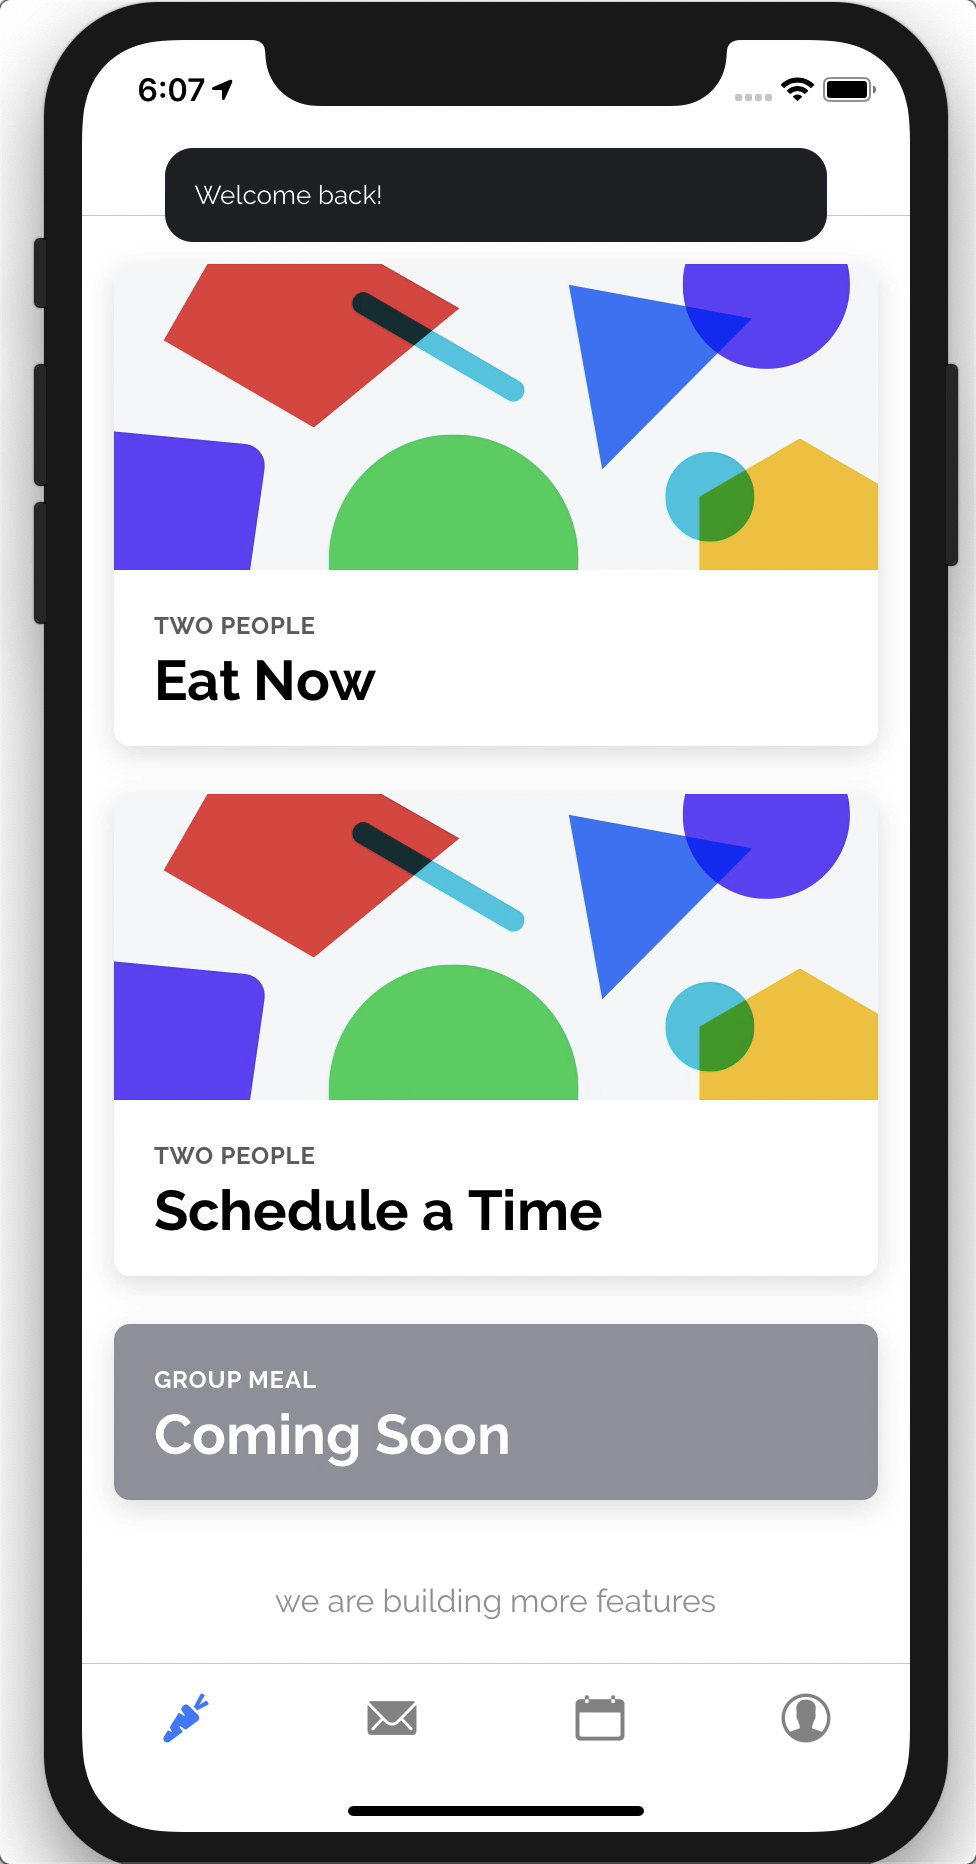 6:07
Welcome back!
TWO PEOPLE
Eat Now
TWO PEOPLE
Schedule a Time
GROUP MEAL
Coming Soon
we are building more features